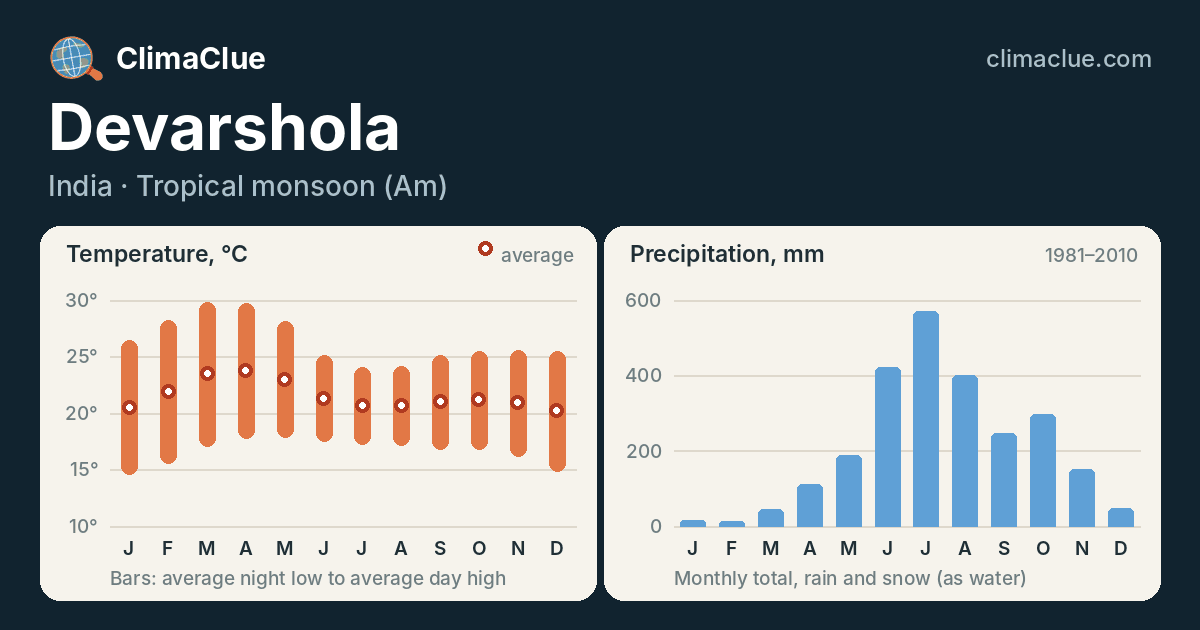 ClimaClue
climaclue.com
Devarshola
India · Tropical monsoon (Am)
Temperature, °C
average
30°
25°
20°
15°
10°
J F M A M J J A S O N D
Bars: average night low to average day high
Precipitation, mm
1981–2010
600
400
200
0
J F M A M J J A S O N D
Monthly total, rain and snow (as water)